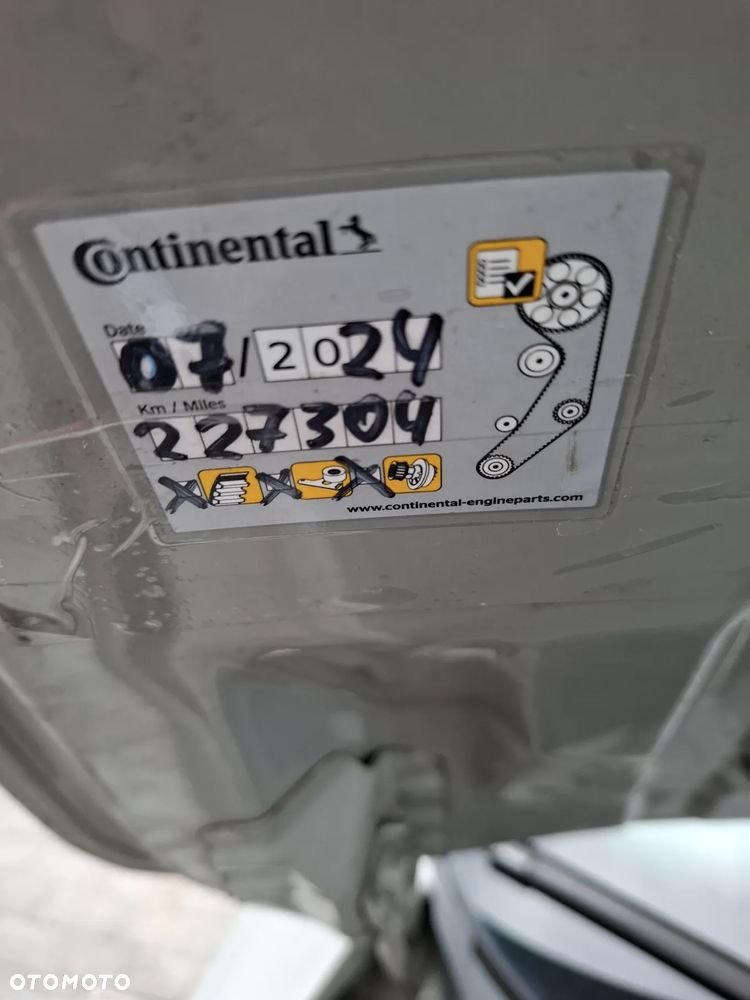 Continental
Date
07/2024
Km / Miles
227304
X X X
www.continental-engineparts.com
OTOMOTO